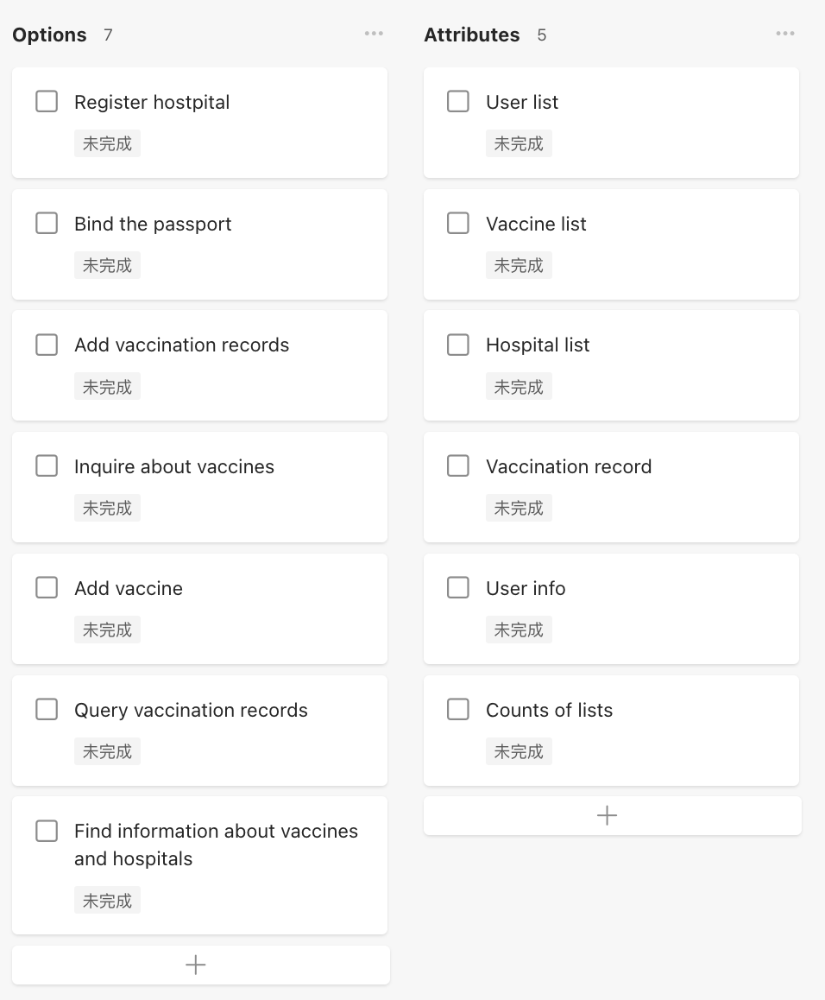 Options 7
Register hostpital
未完成
Bind the passport
未完成
Add vaccination records
未完成
Inquire about vaccines
未完成
Add vaccine
未完成
Query vaccination records
未完成
Find information about vaccines
and hospitals
未完成
Attributes 5
User list
未完成
Vaccine list
未完成
Hospital list
未完成
Vaccination record
未完成
User info
未完成
Counts of lists
未完成